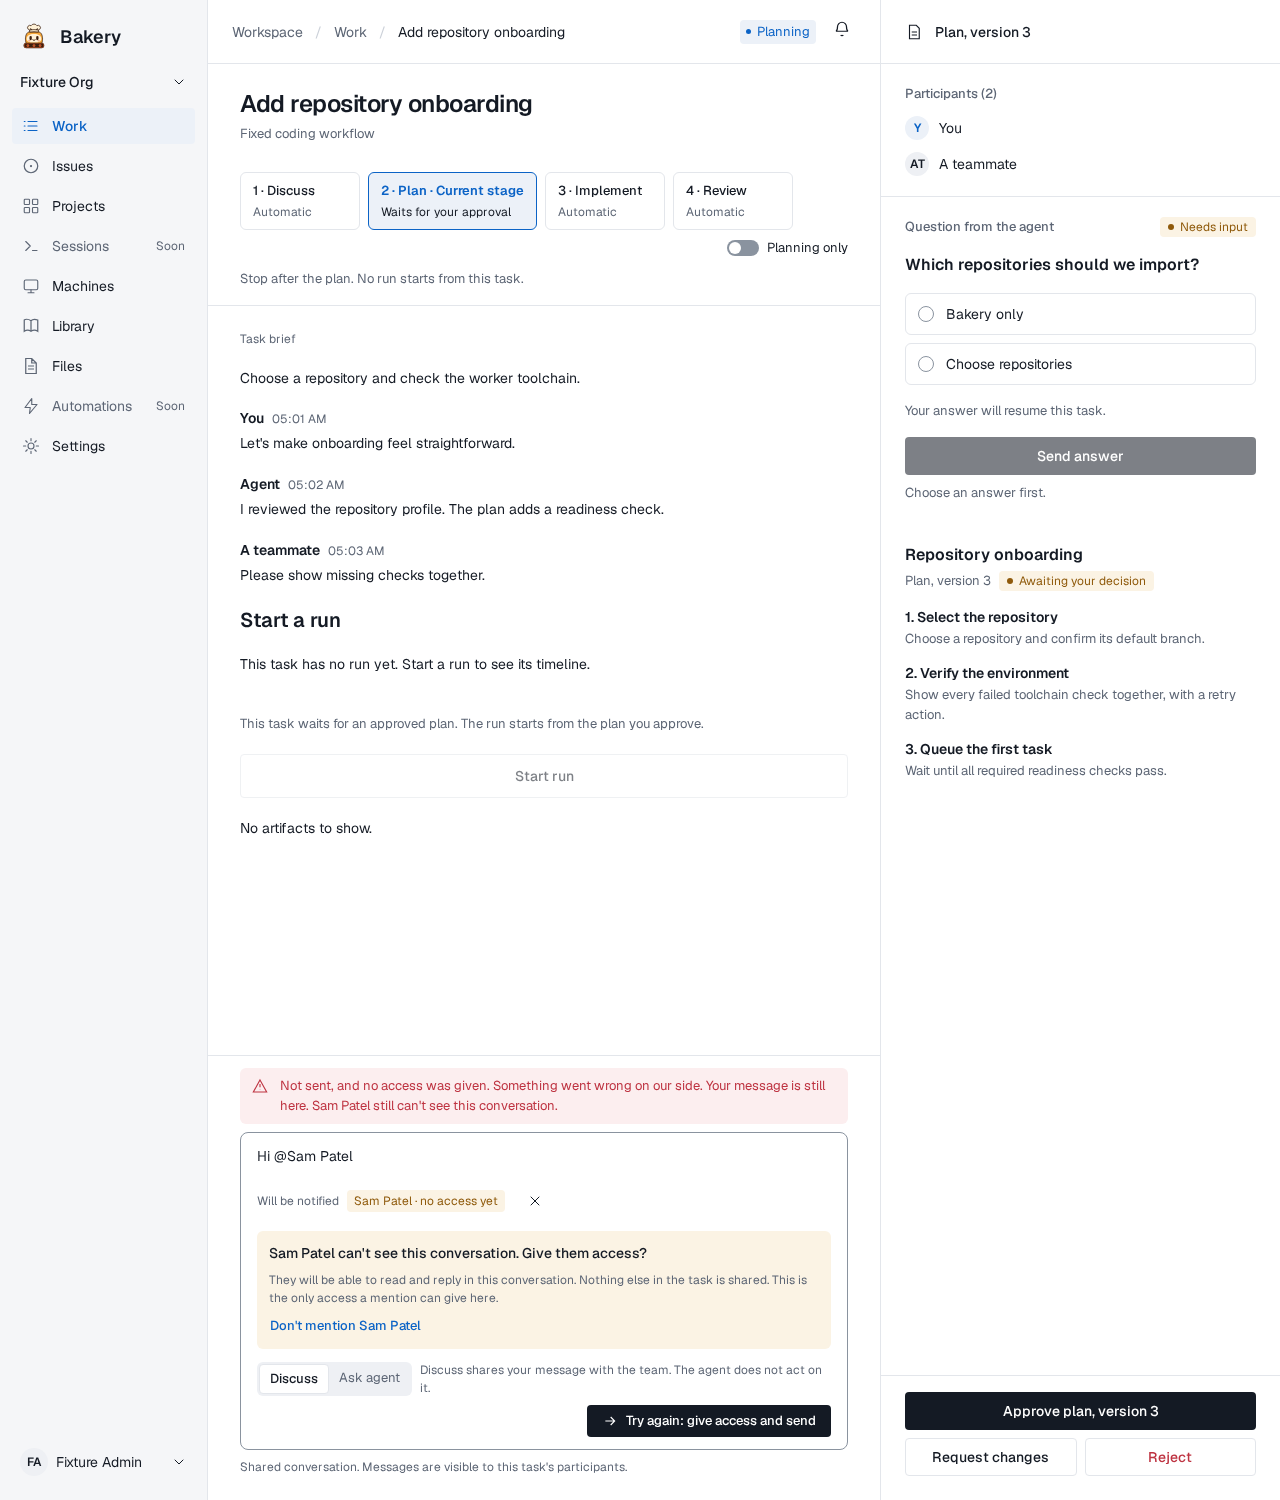 Bakery
Fixture Org
Work
Issues
Projects
Sessions Soon
Machines
Library
Files
Automations Soon
Settings
FA Fixture Admin
Workspace / Work / Add repository onboarding
Planning
Add repository onboarding
Fixed coding workflow
1 · Discuss
Automatic
2 · Plan · Current stage
Waits for your approval
3 · Implement
Automatic
4 · Review
Automatic
Planning only
Stop after the plan. No run starts from this task.
Task brief
Choose a repository and check the worker toolchain.
You 05:01 AM
Let's make onboarding feel straightforward.
Agent 05:02 AM
I reviewed the repository profile. The plan adds a readiness check.
A teammate 05:03 AM
Please show missing checks together.
Start a run
This task has no run yet. Start a run to see its timeline.
This task waits for an approved plan. The run starts from the plan you approve.
Start run
No artifacts to show.
Not sent, and no access was given. Something went wrong on our side. Your message is still
here. Sam Patel still can't see this conversation.
Hi @Sam Patel
Will be notified Sam Patel · no access yet
Sam Patel can't see this conversation. Give them access?
They will be able to read and reply in this conversation. Nothing else in the task is shared. This is
the only access a mention can give here.
Don't mention Sam Patel
Discuss Ask agent
Discuss shares your message with the team. The agent does not act on
it.
Try again: give access and send
Shared conversation. Messages are visible to this task's participants.
Plan, version 3
Participants (2)
Y You
AT A teammate
Question from the agent Needs input
Which repositories should we import?
Bakery only
Choose repositories
Your answer will resume this task.
Send answer
Choose an answer first.
Repository onboarding
Plan, version 3 Awaiting your decision
1. Select the repository
Choose a repository and confirm its default branch.
2. Verify the environment
Show every failed toolchain check together, with a retry
action.
3. Queue the first task
Wait until all required readiness checks pass.
Approve plan, version 3
Request changes
Reject